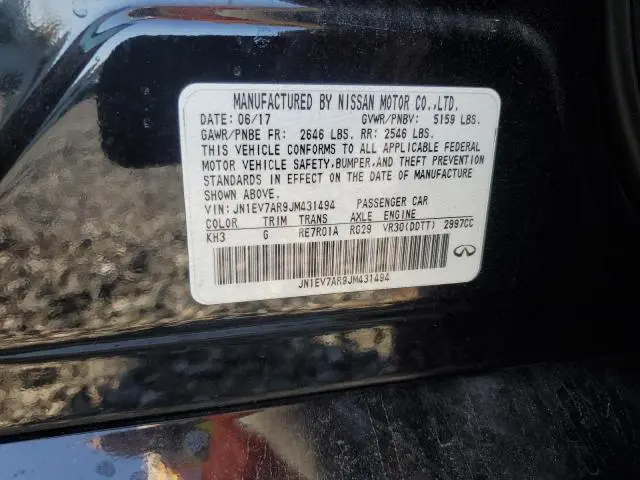 MANUFACTURED BY NISSAN MOTOR CO.,LTD.
DATE: 06/17 GVWR/PNBV: 5159 LBS.
GAWR/PNBE FR: 2646 LBS. RR: 2546 LBS.
THIS VEHICLE CONFORMS TO ALL APPLICABLE FEDERAL
MOTOR VEHICLE SAFETY,BUMPER,AND THEFT PREVENTION
STANDARDS IN EFFECT ON THE DATE OF MANUFACTURE
SHOWN ABOVE.
VIN: JN1EV7AR9JM431494 PASSENGER CAR
COLOR TRIM TRANS AXLE ENGINE
KH3 G RE7R01A RG29 VR30(DDTT) 2997CC
JN1EV7AR9JM431494